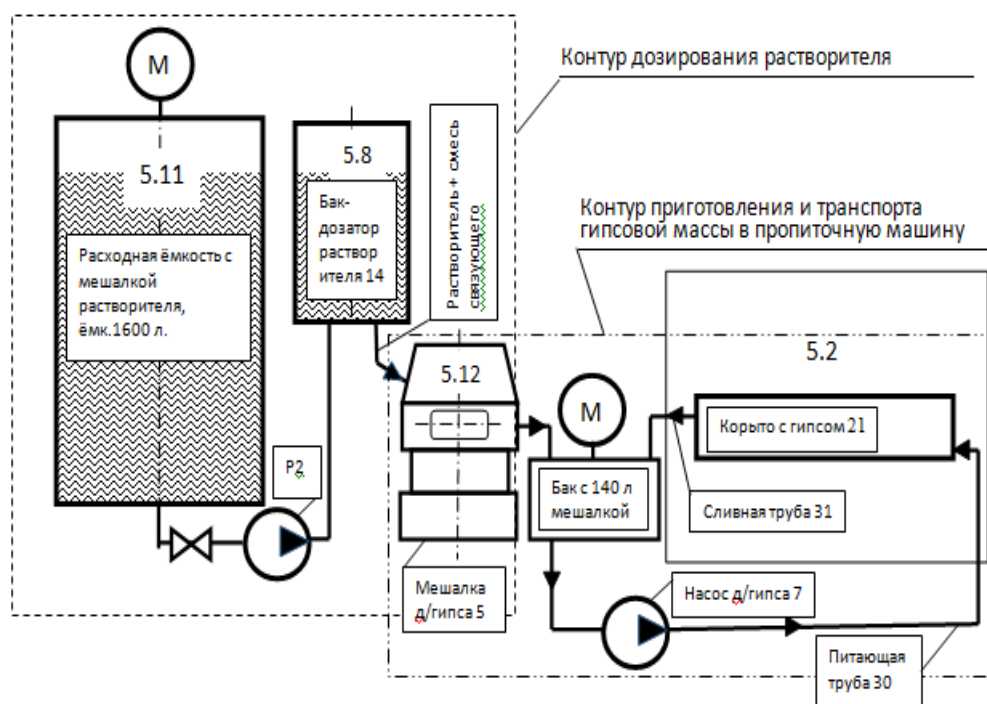 М
Контур дозирования растворителя
5.11
5.8
Растворитель + смесь
связующего
Бак-
дозатор
раствор
ителя 14
Расходная ёмкость с
мешалкой
растворителя,
ёмк.1600 л.
Контур приготовления и транспорта
гипсовой массы в пропиточную машину
5.2
5.12
М
Корыто с гипсом 21
Р2
Бак с 140 л
мешалкой
Сливная труба 31
Мешалка
д/гипса 5
Насос д/гипса 7
Питающая
труба 30